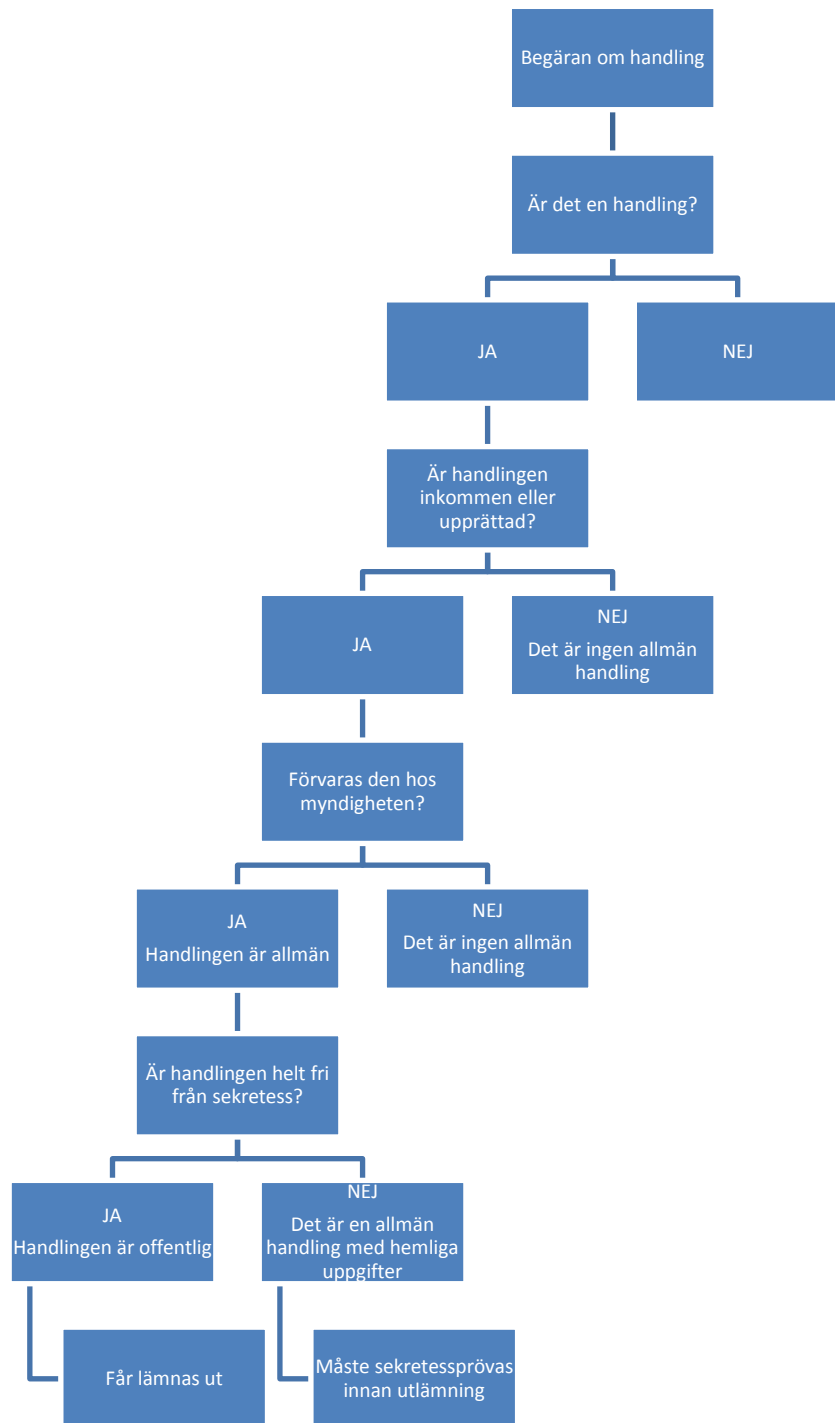 Begäran om handling
Är det en handling?
JA
NEJ
Är handlingen
inkommen eller
upprättad?
JA
NEJ
Det är ingen allmän
handling
Förvaras den hos
myndigheten?
JA
Handlingen är allmän
NEJ
Det är ingen allmän
handling
Är handlingen helt fri
från sekretess?
JA
Handlingen är offentlig
NEJ
Det är en allmän
handling med hemliga
uppgifter
Får lämnas ut
Måste sekretessprövas
innan utlämning